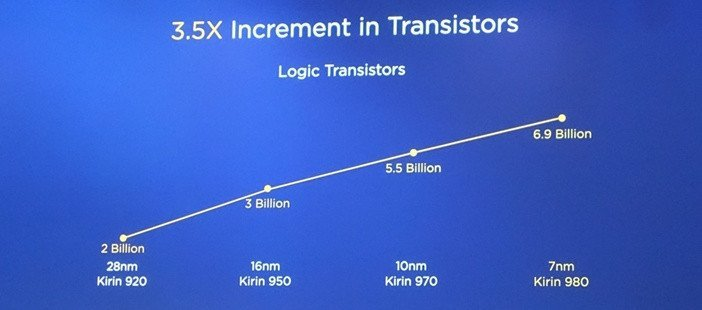 3.5X Increment in Transistors
Logic Transistors
6.9 Billion
5.5 Billion
3 Billion
2 Billion
28nm
Kirin 920
16nm
Kirin 950
10nm
Kirin 970
7nm
Kirin 980